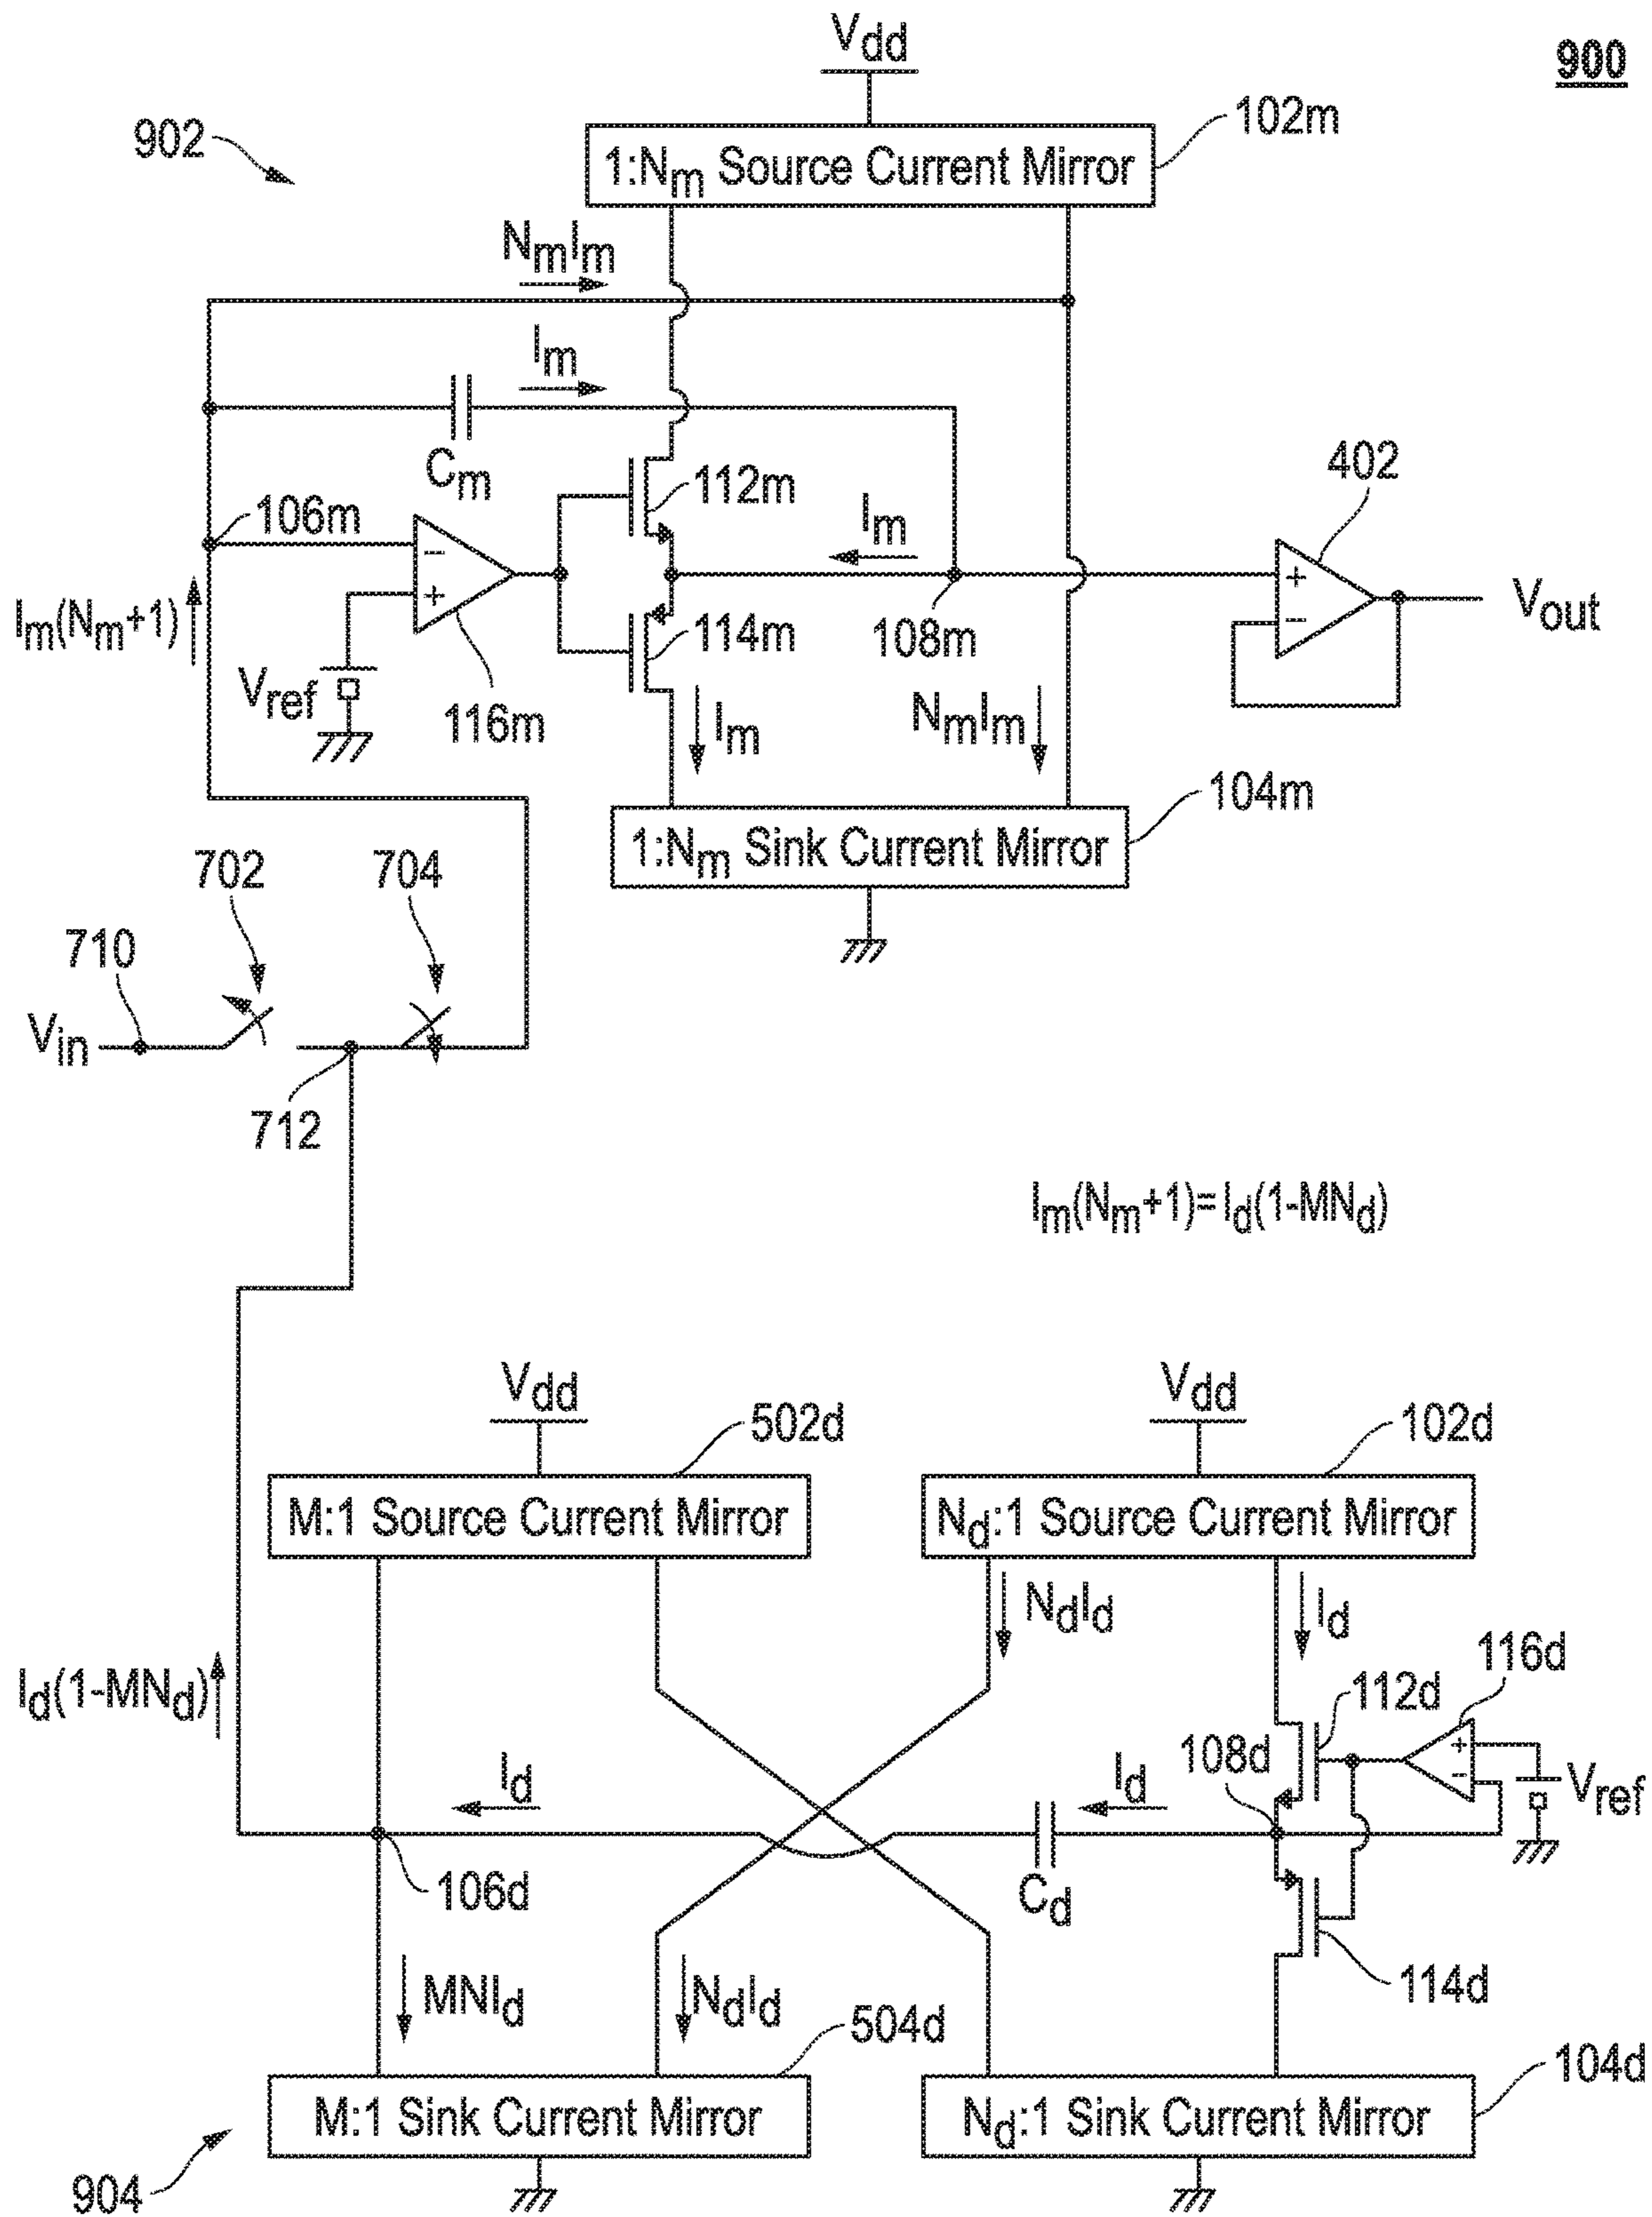 900
Vdd
902
102m
1:Nm Source Current Mirror
NmIm
Im
Cm
112m
Im
402
106m
−
+
+
−
Vout
Im(Nm+1)
114m
108m
Vref
116m
Im
NmIm
104m
1:Nm Sink Current Mirror
702
704
710
Vin
712
Im(Nm+1)=Id(1-MNd)
Vdd
502d
Vdd
102d
M:1 Source Current Mirror
Nd:1 Source Current Mirror
NdId
Id
116d
Id(1-MNd)
112d
108d
+
−
Id
Id
Vref
106d
Cd
MNId
NdId
114d
504d
104d
M:1 Sink Current Mirror
Nd:1 Sink Current Mirror
904